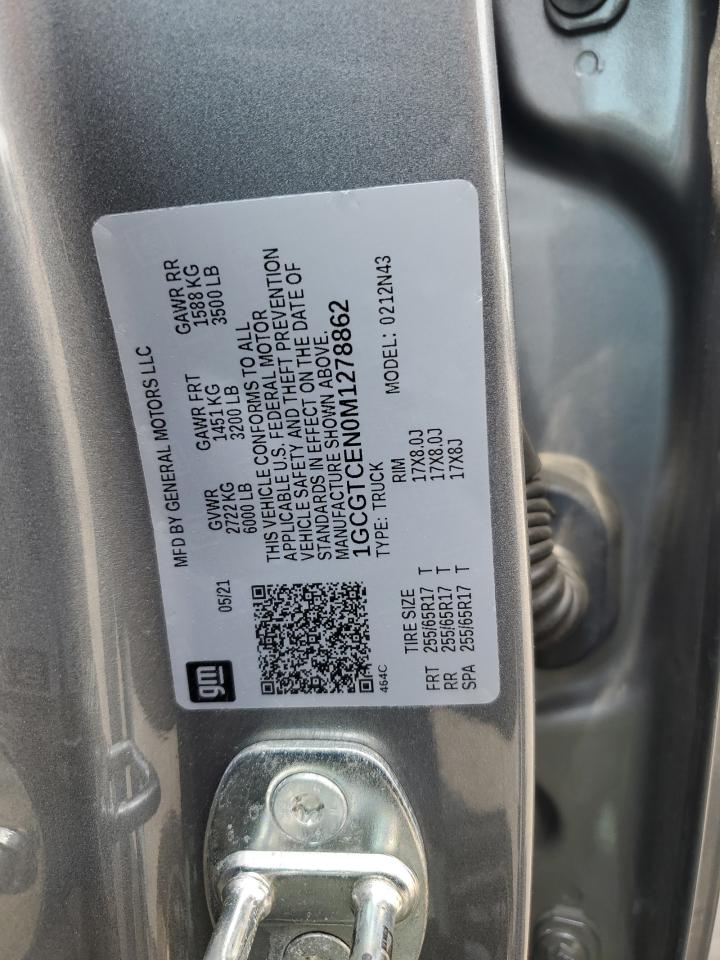 gm
MFD BY GENERAL MOTORS LLC
05/21
GVWR GAWR FRT GAWR RR
2722 KG 1451 KG 1588 KG
6000 LB 3200 LB 3500 LB
THIS VEHICLE CONFORMS TO ALL
APPLICABLE U.S. FEDERAL MOTOR
VEHICLE SAFETY AND THEFT PREVENTION
STANDARDS IN EFFECT ON THE DATE OF
MANUFACTURE SHOWN ABOVE.
1GCGTCEN0M1278862
464C
TYPE: TRUCK MODEL: 0212N43
TIRE SIZE RIM
FRT 255/65R17 T 17X8.0J
RR 255/65R17 T 17X8.0J
SPA 255/65R17 T 17X8J